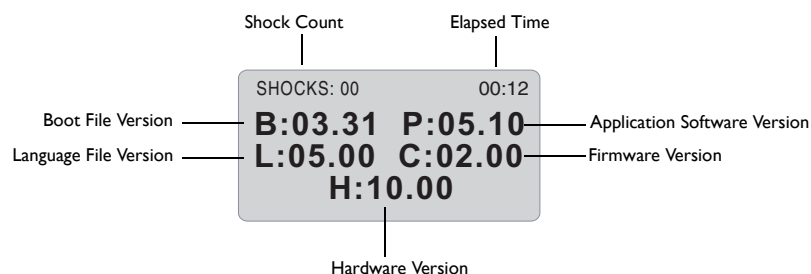 Shock Count Elapsed Time
SHOCKS: 00 00:12
Boot File Version B:03.31 P:05.10 Application Software Version
Language File Version L:05.00 C:02.00 Firmware Version
H:10.00
Hardware Version